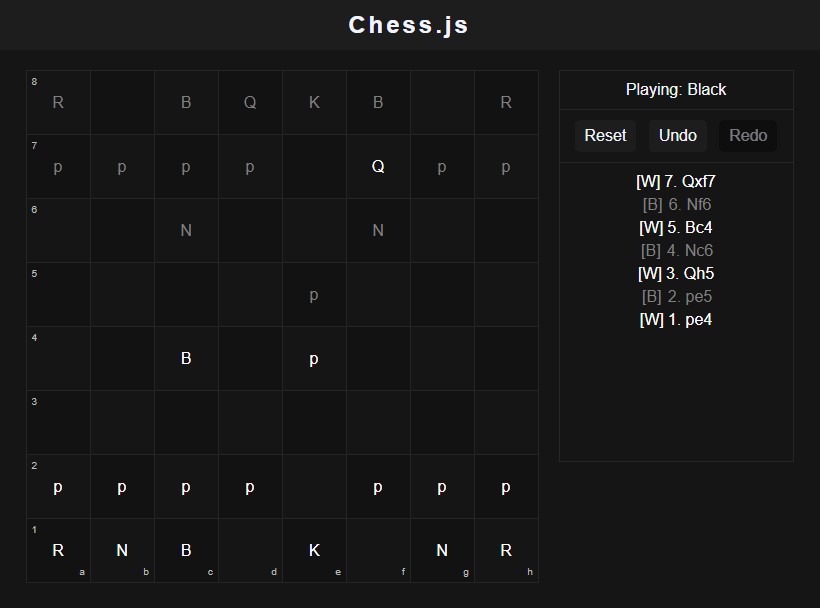 Chess.js
8 R B Q K B R
7 p p p p Q p p
6 N N
5 p
4 B p
3
2 p p p p p p p
1 R N B K N R
a b c d e f g h
Playing: Black
Reset Undo Redo
[W] 7. Qxf7
[B] 6. Nf6
[W] 5. Bc4
[B] 4. Nc6
[W] 3. Qh5
[B] 2. pe5
[W] 1. pe4